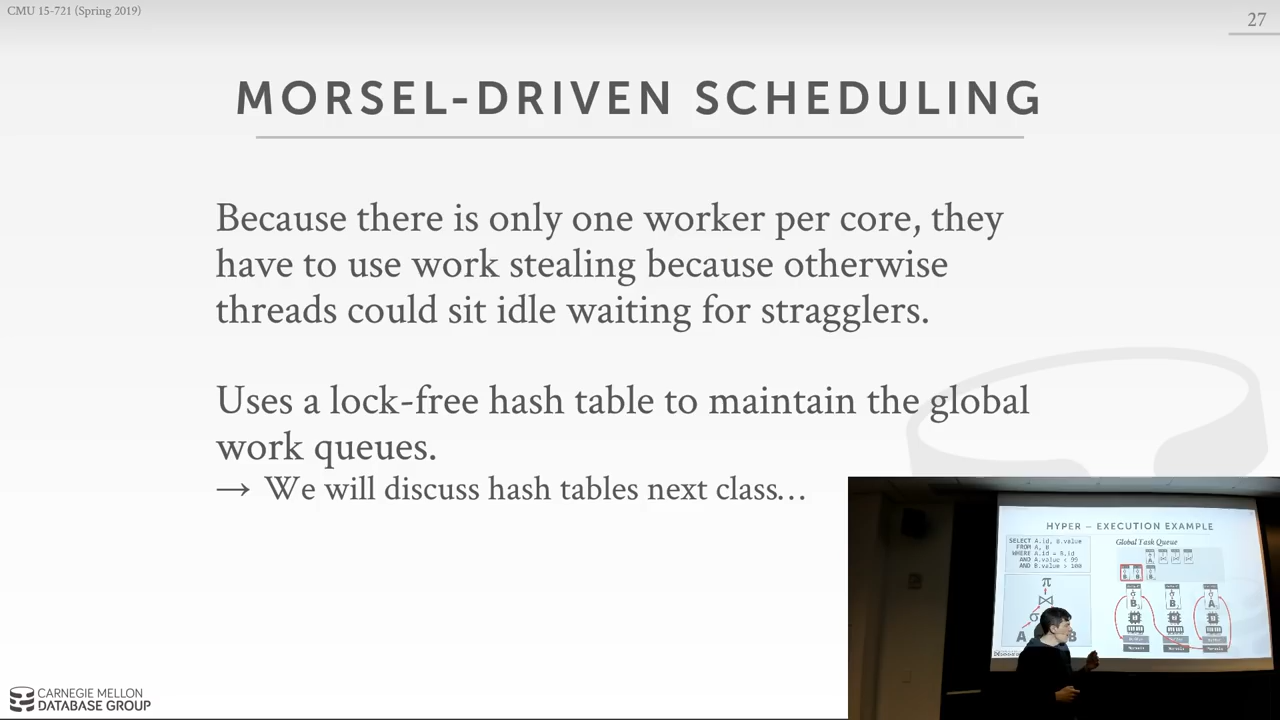 CMU 15-721 (Spring 2019)
27
MORSEL-DRIVEN SCHEDULING
Because there is only one worker per core, they
have to use work stealing because otherwise
threads could sit idle waiting for stragglers.
Uses a lock-free hash table to maintain the global
work queues.
→ We will discuss hash tables next class…
HYPER – EXECUTION EXAMPLE
SELECT A.id, B.value
FROM A, B
WHERE A.id = B.id
AND A.value < 99
AND B.value > 100
Global Task Queue
π
⋈
σ
A
B
B
B
A
Morsels
Morsels
CARNEGIE MELLON
DATABASE GROUP